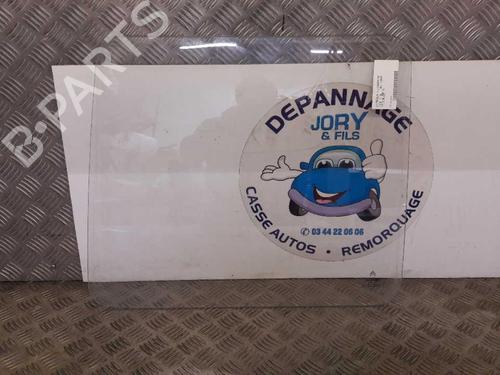 B-PARTS
DEPANNAGE
JORY
& FILS
03 44 22 06 06
CASSE AUTOS • REMORQUAGE